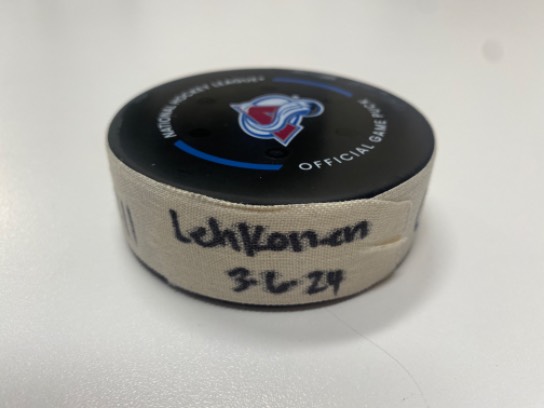 NATIONAL HOCKEY LEAGUE
OFFICIAL GAME PUCK
Lehkonen
3-6-24